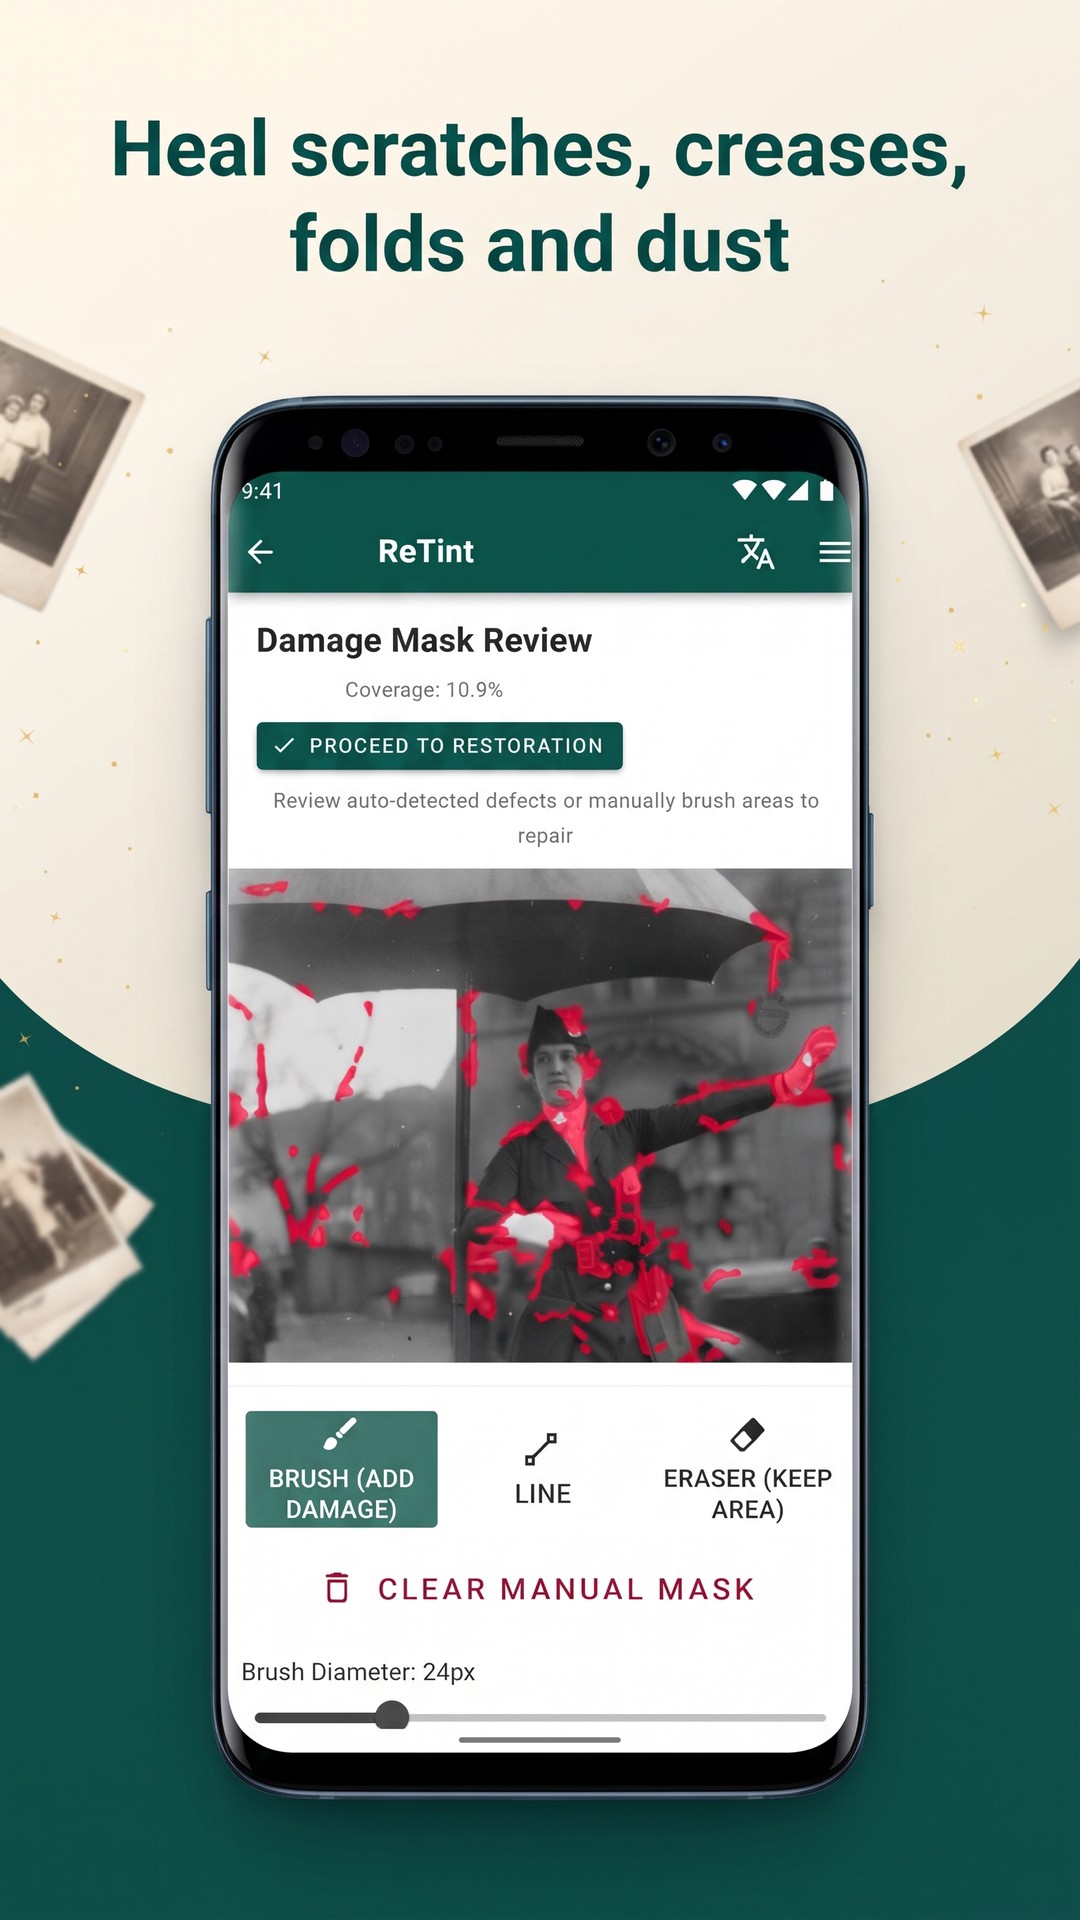 Heal scratches, creases,
folds and dust
9:41
ReTint
Damage Mask Review
Coverage: 10.9%
PROCEED TO RESTORATION
Review auto-detected defects or manually brush areas to
repair
BRUSH (ADD
DAMAGE)
LINE
ERASER (KEEP
AREA)
CLEAR MANUAL MASK
Brush Diameter: 24px